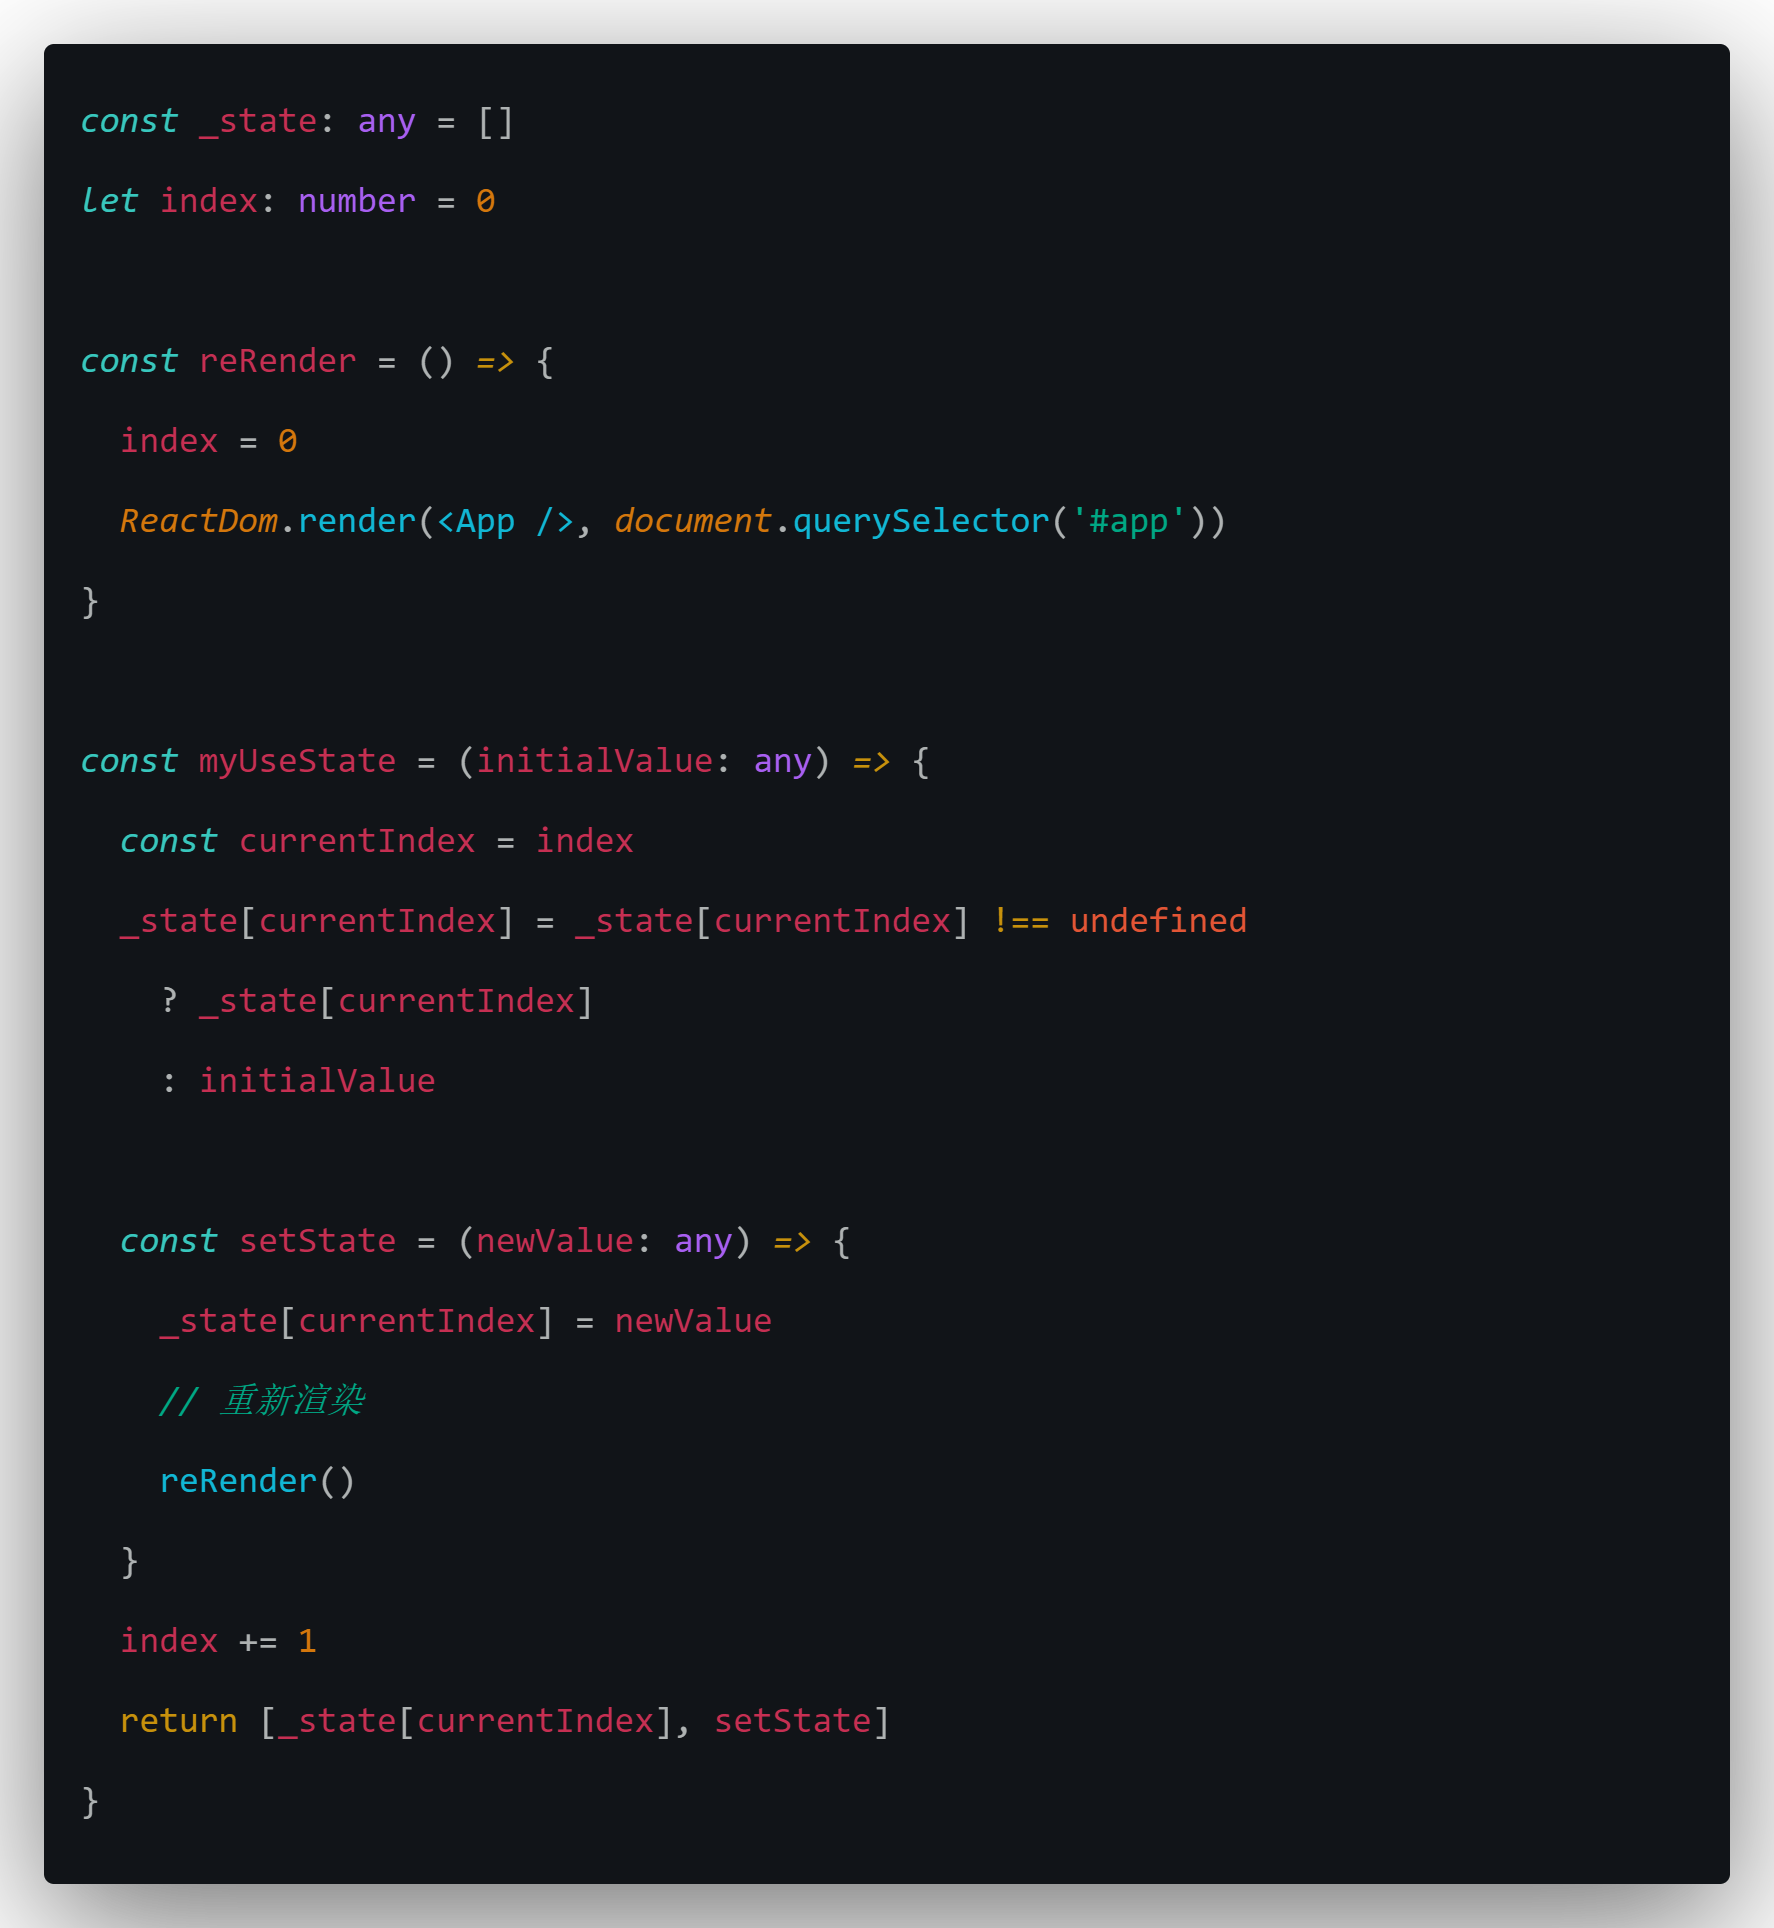 const _state: any = []
let index: number = 0
const reRender = () => {
  index = 0
  ReactDom.render(<App />, document.querySelector('#app'))
}
const myUseState = (initialValue: any) => {
  const currentIndex = index
  _state[currentIndex] = _state[currentIndex] !== undefined
    ? _state[currentIndex]
    : initialValue
  const setState = (newValue: any) => {
    _state[currentIndex] = newValue
    // 重新渲染
    reRender()
  }
  index += 1
  return [_state[currentIndex], setState]
}